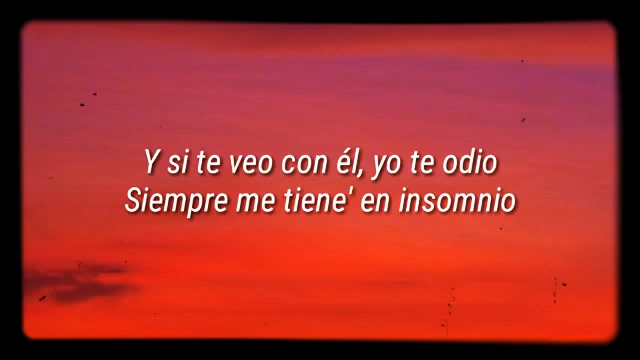 Y si te veo con él, yo te odio
Siempre me tiene' en insomnio